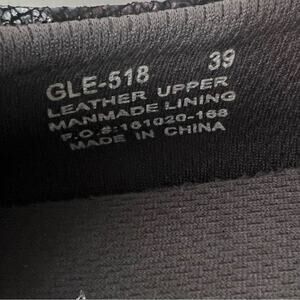 GLE-518 39
LEATHER UPPER
MANMADE LINING
P.O.#:161020-168
MADE IN CHINA